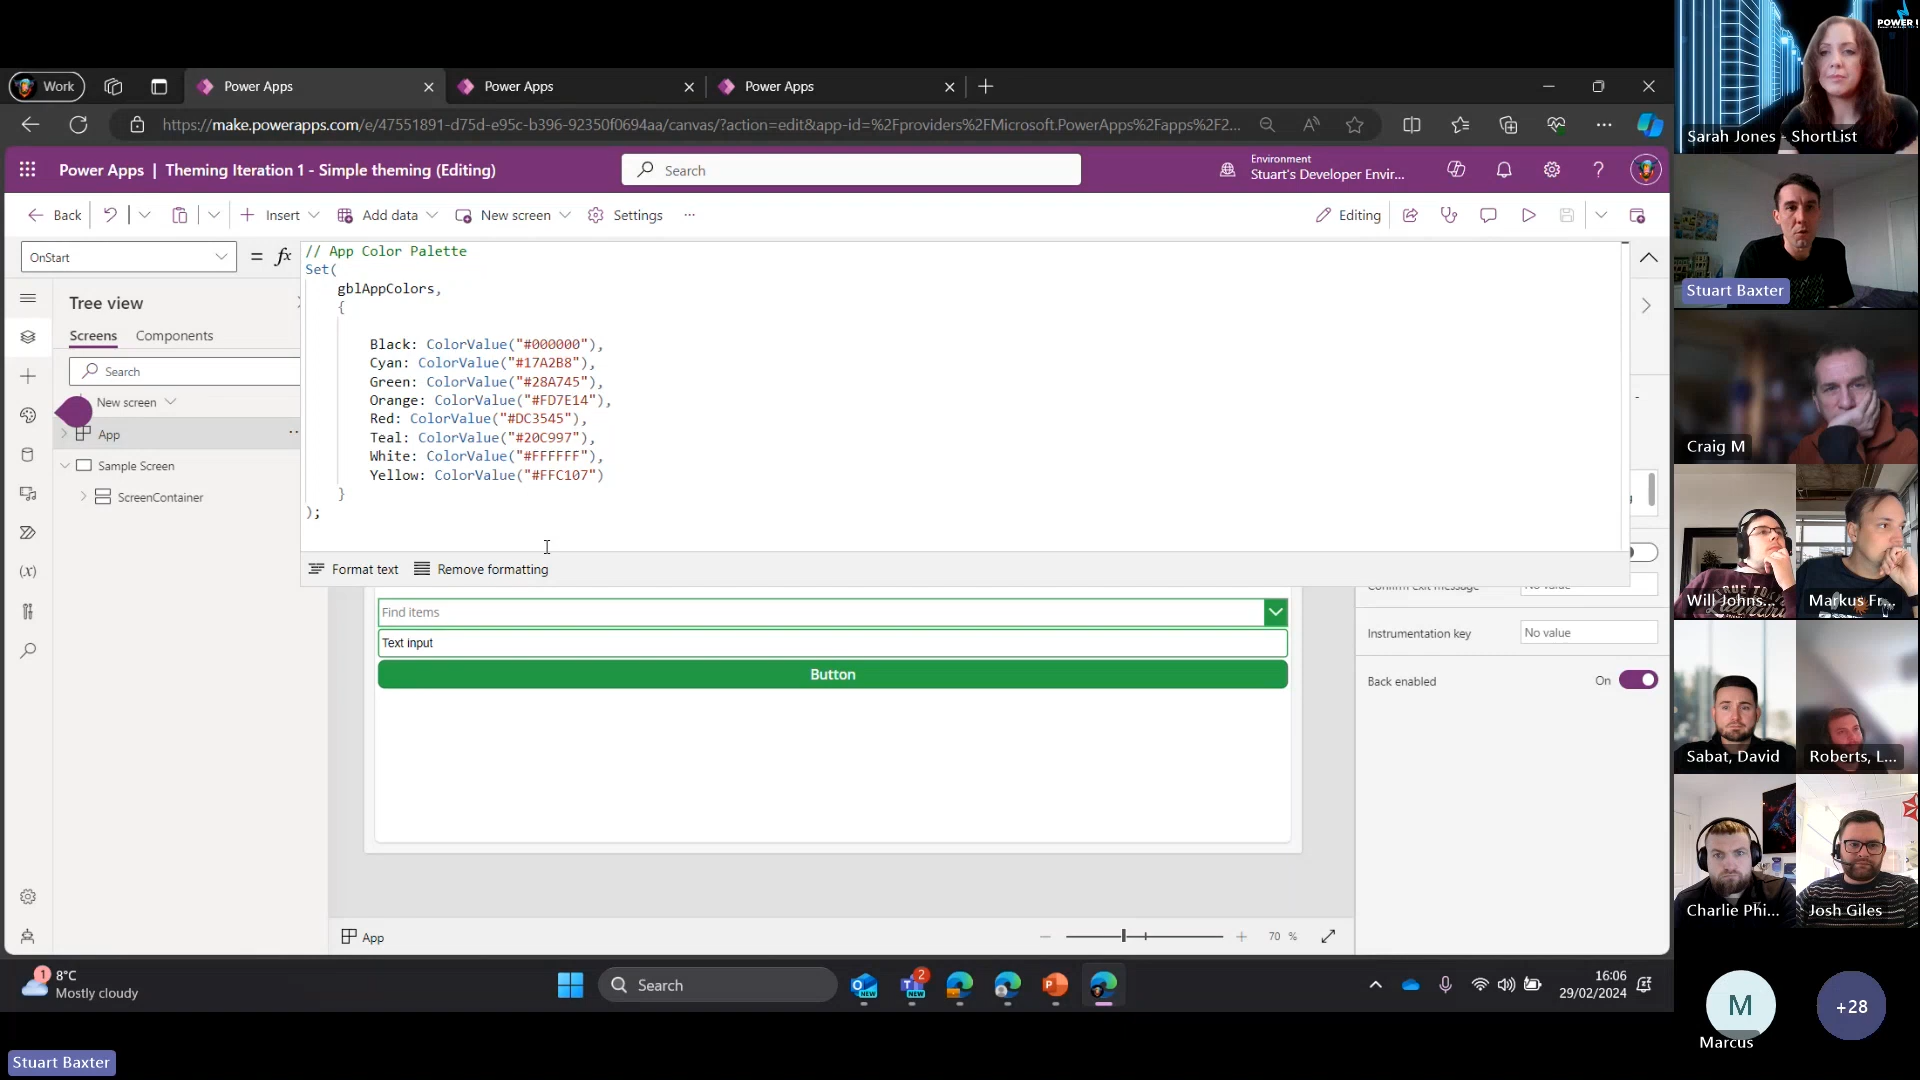 Work
Power Apps
Power Apps
Power Apps
https://make.powerapps.com/e/47551891-d75d-e95c-b396-92350f0694aa/canvas/?action=edit&app-id=%2Fproviders%2FMicrosoft.PowerApps%2Fapps%2F2...
Power Apps | Theming Iteration 1 - Simple theming (Editing)
Search
Environment
Stuart's Developer Envir...
Back
Insert
Add data
New screen
Settings
Editing
OnStart
= fx
// App Color Palette
Set(
gblAppColors,
{
Black: ColorValue("#000000"),
Cyan: ColorValue("#17A2B8"),
Green: ColorValue("#28A745"),
Orange: ColorValue("#FD7E14"),
Red: ColorValue("#DC3545"),
Teal: ColorValue("#20C997"),
White: ColorValue("#FFFFFF"),
Yellow: ColorValue("#FFC107")
}
);
Format text
Remove formatting
Tree view
Screens
Components
Search
New screen
App
Sample Screen
ScreenContainer
(x)
Find items
Text input
Button
Instrumentation key
No value
Back enabled
On
App
70 %
1
8°C
Mostly cloudy
Search
NEW
2
NEW
16:06
29/02/2024
Stuart Baxter
Sarah Jones - ShortList
Stuart Baxter
Craig M
Will Johns...
Markus Fr...
Sabat, David
Roberts, L...
Charlie Phi...
Josh Giles
M
Marcus
+28